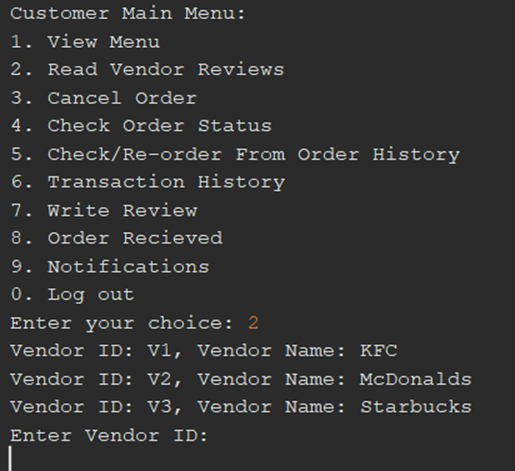 Customer Main Menu:
1. View Menu
2. Read Vendor Reviews
3. Cancel Order
4. Check Order Status
5. Check/Re-order From Order History
6. Transaction History
7. Write Review
8. Order Recieved
9. Notifications
0. Log out
Enter your choice: 2
Vendor ID: V1, Vendor Name: KFC
Vendor ID: V2, Vendor Name: McDonalds
Vendor ID: V3, Vendor Name: Starbucks
Enter Vendor ID: